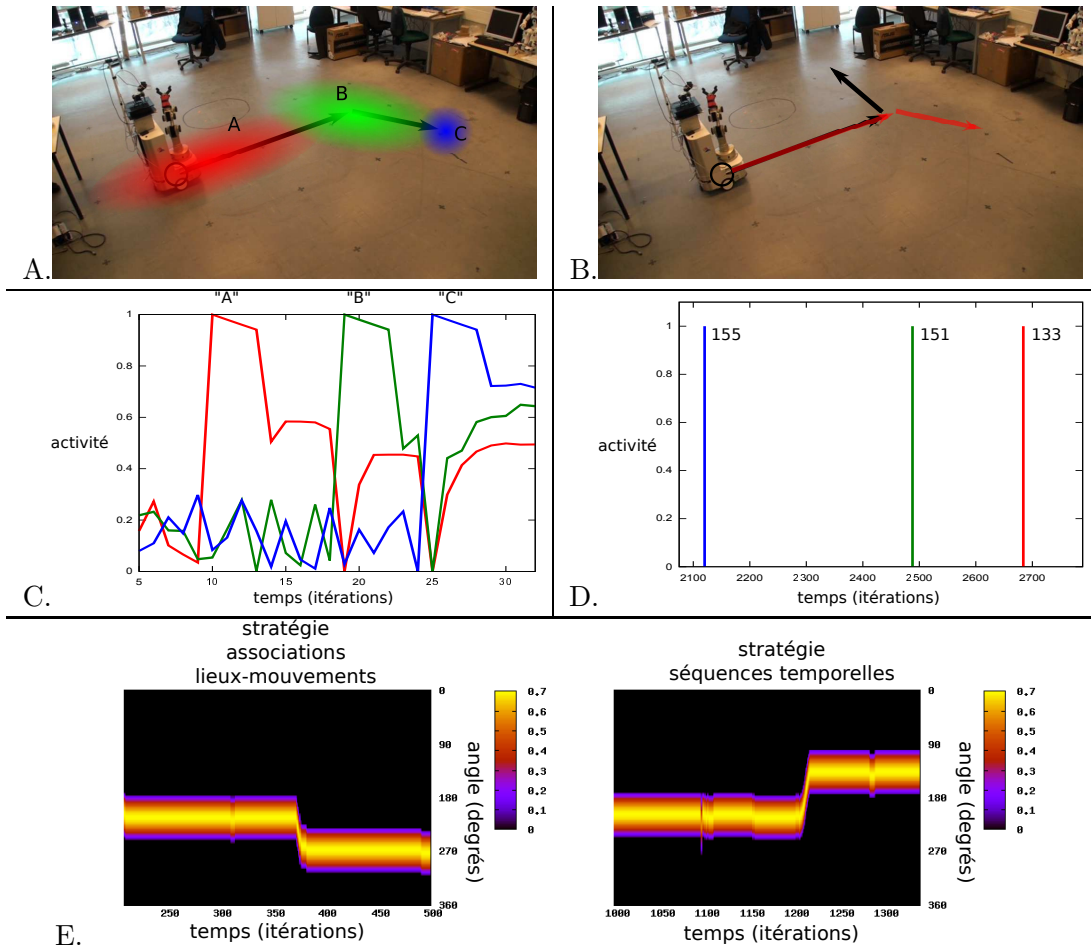 A
B
C
A.
B.
"A" "B" "C"
1
0.8
0.6
0.4
0.2
0
activité
5 10 15 20 25 30
temps (itérations)
C.
1
0.8
0.6
0.4
0.2
0
155 151 133
activité
2100 2200 2300 2400 2500 2600 2700
temps (itérations)
D.
stratégie
associations
lieux-mouvements
0
90
180
270
360
angle (degrés)
0.7
0.6
0.5
0.4
0.3
0.2
0.1
0
250 300 350 400 450 500
temps (itérations)
stratégie
séquences temporelles
0
90
180
270
360
angle (degrés)
0.7
0.6
0.5
0.4
0.3
0.2
0.1
0
1000 1050 1100 1150 1200 1250 1300
temps (itérations)
E.